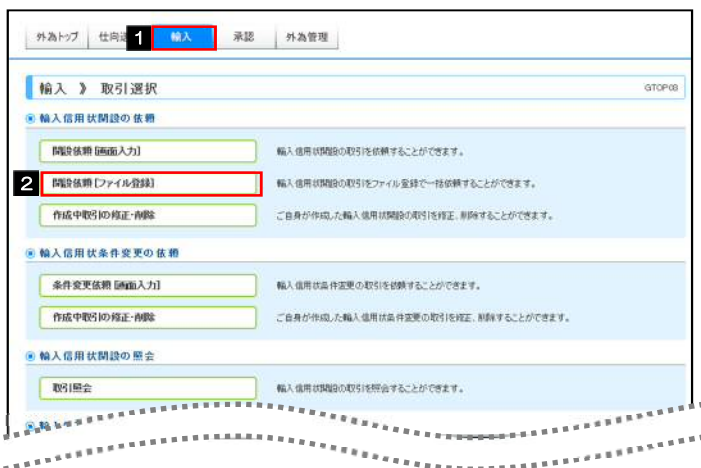 外為トップ 仕向送 1 輸入 承認 外為管理
輸入 》 取引選択 GTOP08
輸入信用状開設の依頼
開設依頼[画面入力] 輸入信用状開設の取引を依頼することができます。
2 開設依頼[ファイル登録] 輸入信用状開設の取引をファイル登録で一括依頼することができます。
作成中取引の修正・削除 ご自身が作成した輸入信用状開設の取引を修正、削除することができます。
輸入信用状条件変更の依頼
条件変更依頼[画面入力] 輸入信用状条件変更の取引を依頼することができます。
作成中取引の修正・削除 ご自身が作成した輸入信用状条件変更の取引を修正、削除することができます。
輸入信用状開設の照会
取引照会 輸入信用状開設の取引を照会することができます。